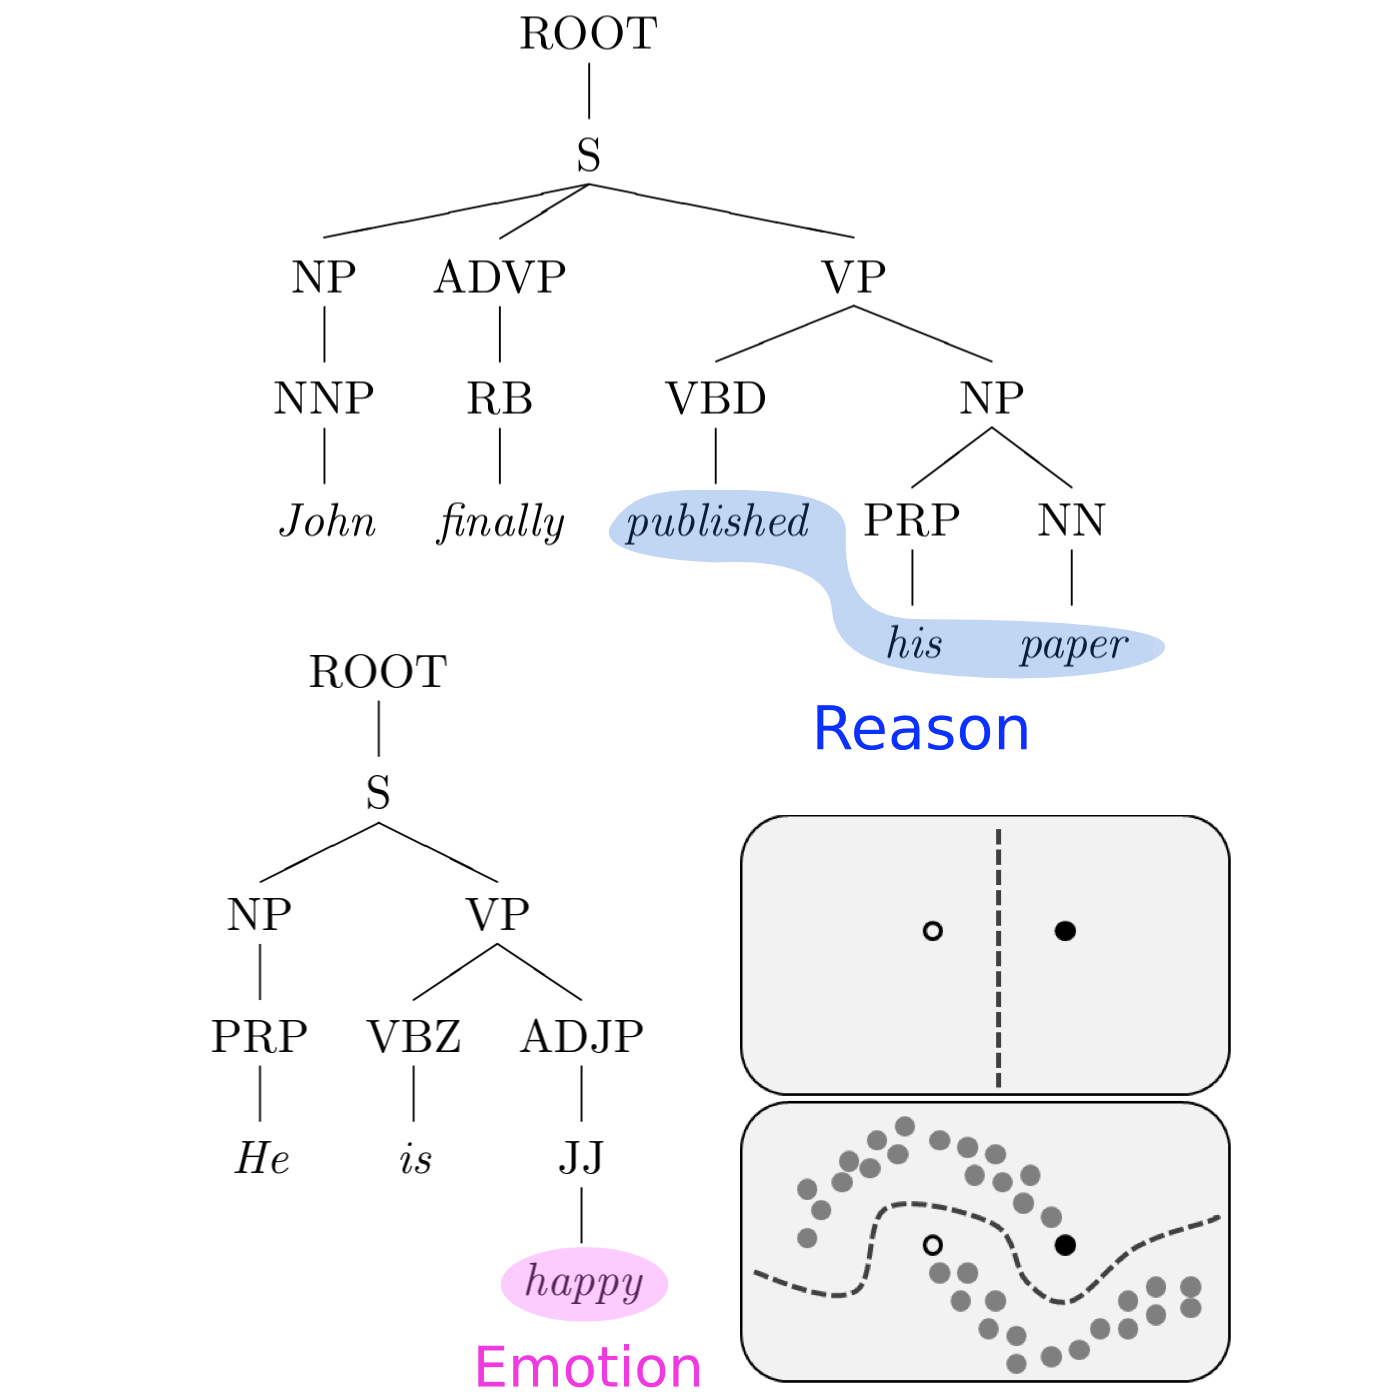 ROOT
S
NP ADVP VP
NNP RB VBD NP
John finally published PRP NN
his paper
Reason
ROOT
S
NP VP
PRP VBZ ADJP
He is JJ
happy
Emotion